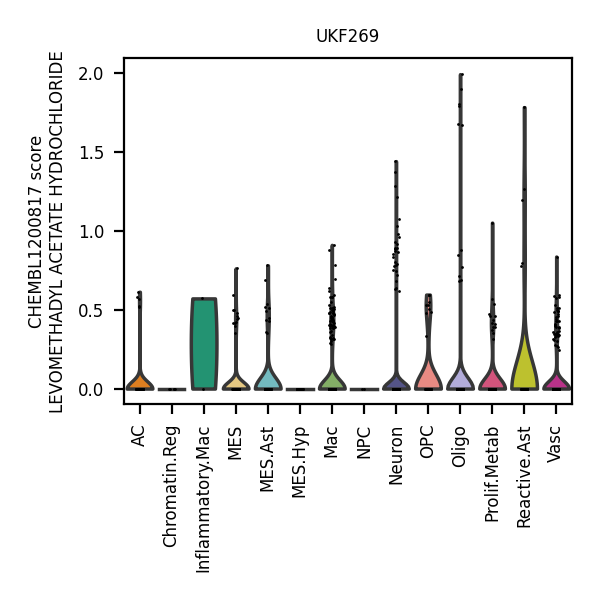 UKF269
CHEMBL1200817 score
LEVOMETHADYL ACETATE HYDROCHLORIDE
2.0
1.5
1.0
0.5
0.0
AC
Chromatin.Reg
Inflammatory.Mac
MES
MES.Ast
MES.Hyp
Mac
NPC
Neuron
OPC
Oligo
Prolif.Metab
Reactive.Ast
Vasc